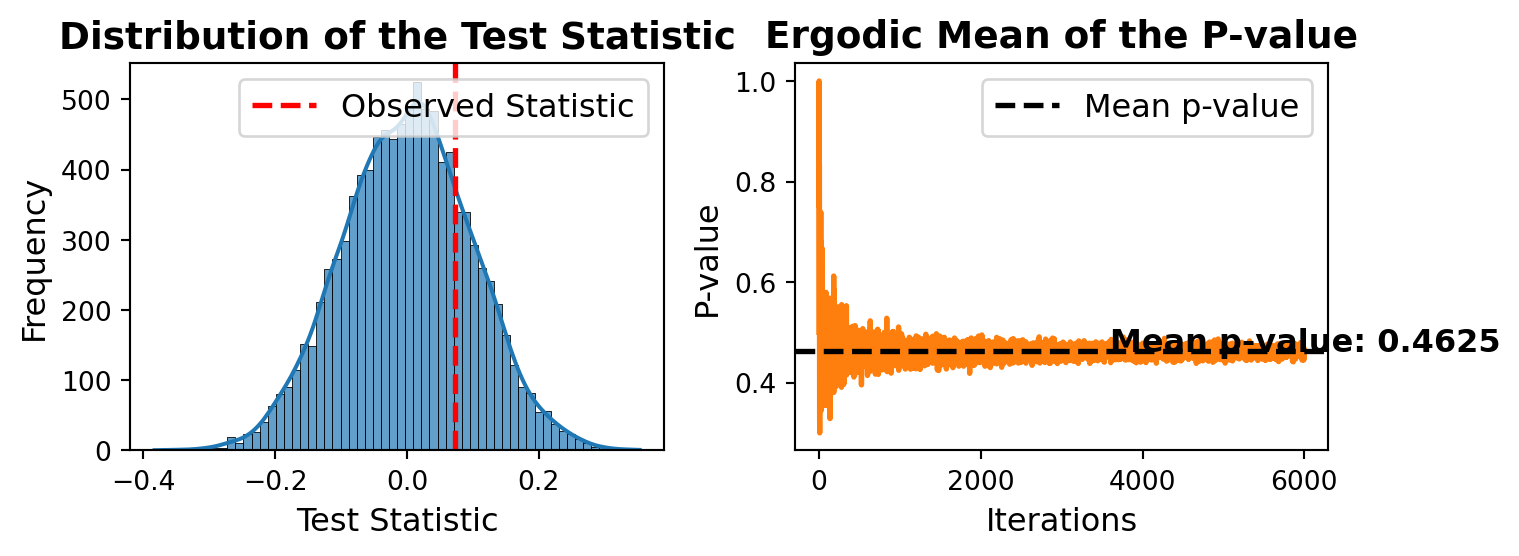 Distribution of the Test Statistic
Observed Statistic
Frequency
500
400
300
200
100
0
−0.4
−0.2
0.0
0.2
Test Statistic
Ergodic Mean of the P-value
Mean p-value
P-value
1.0
0.8
0.6
0.4
Mean p-value: 0.4625
0
2000
4000
6000
Iterations